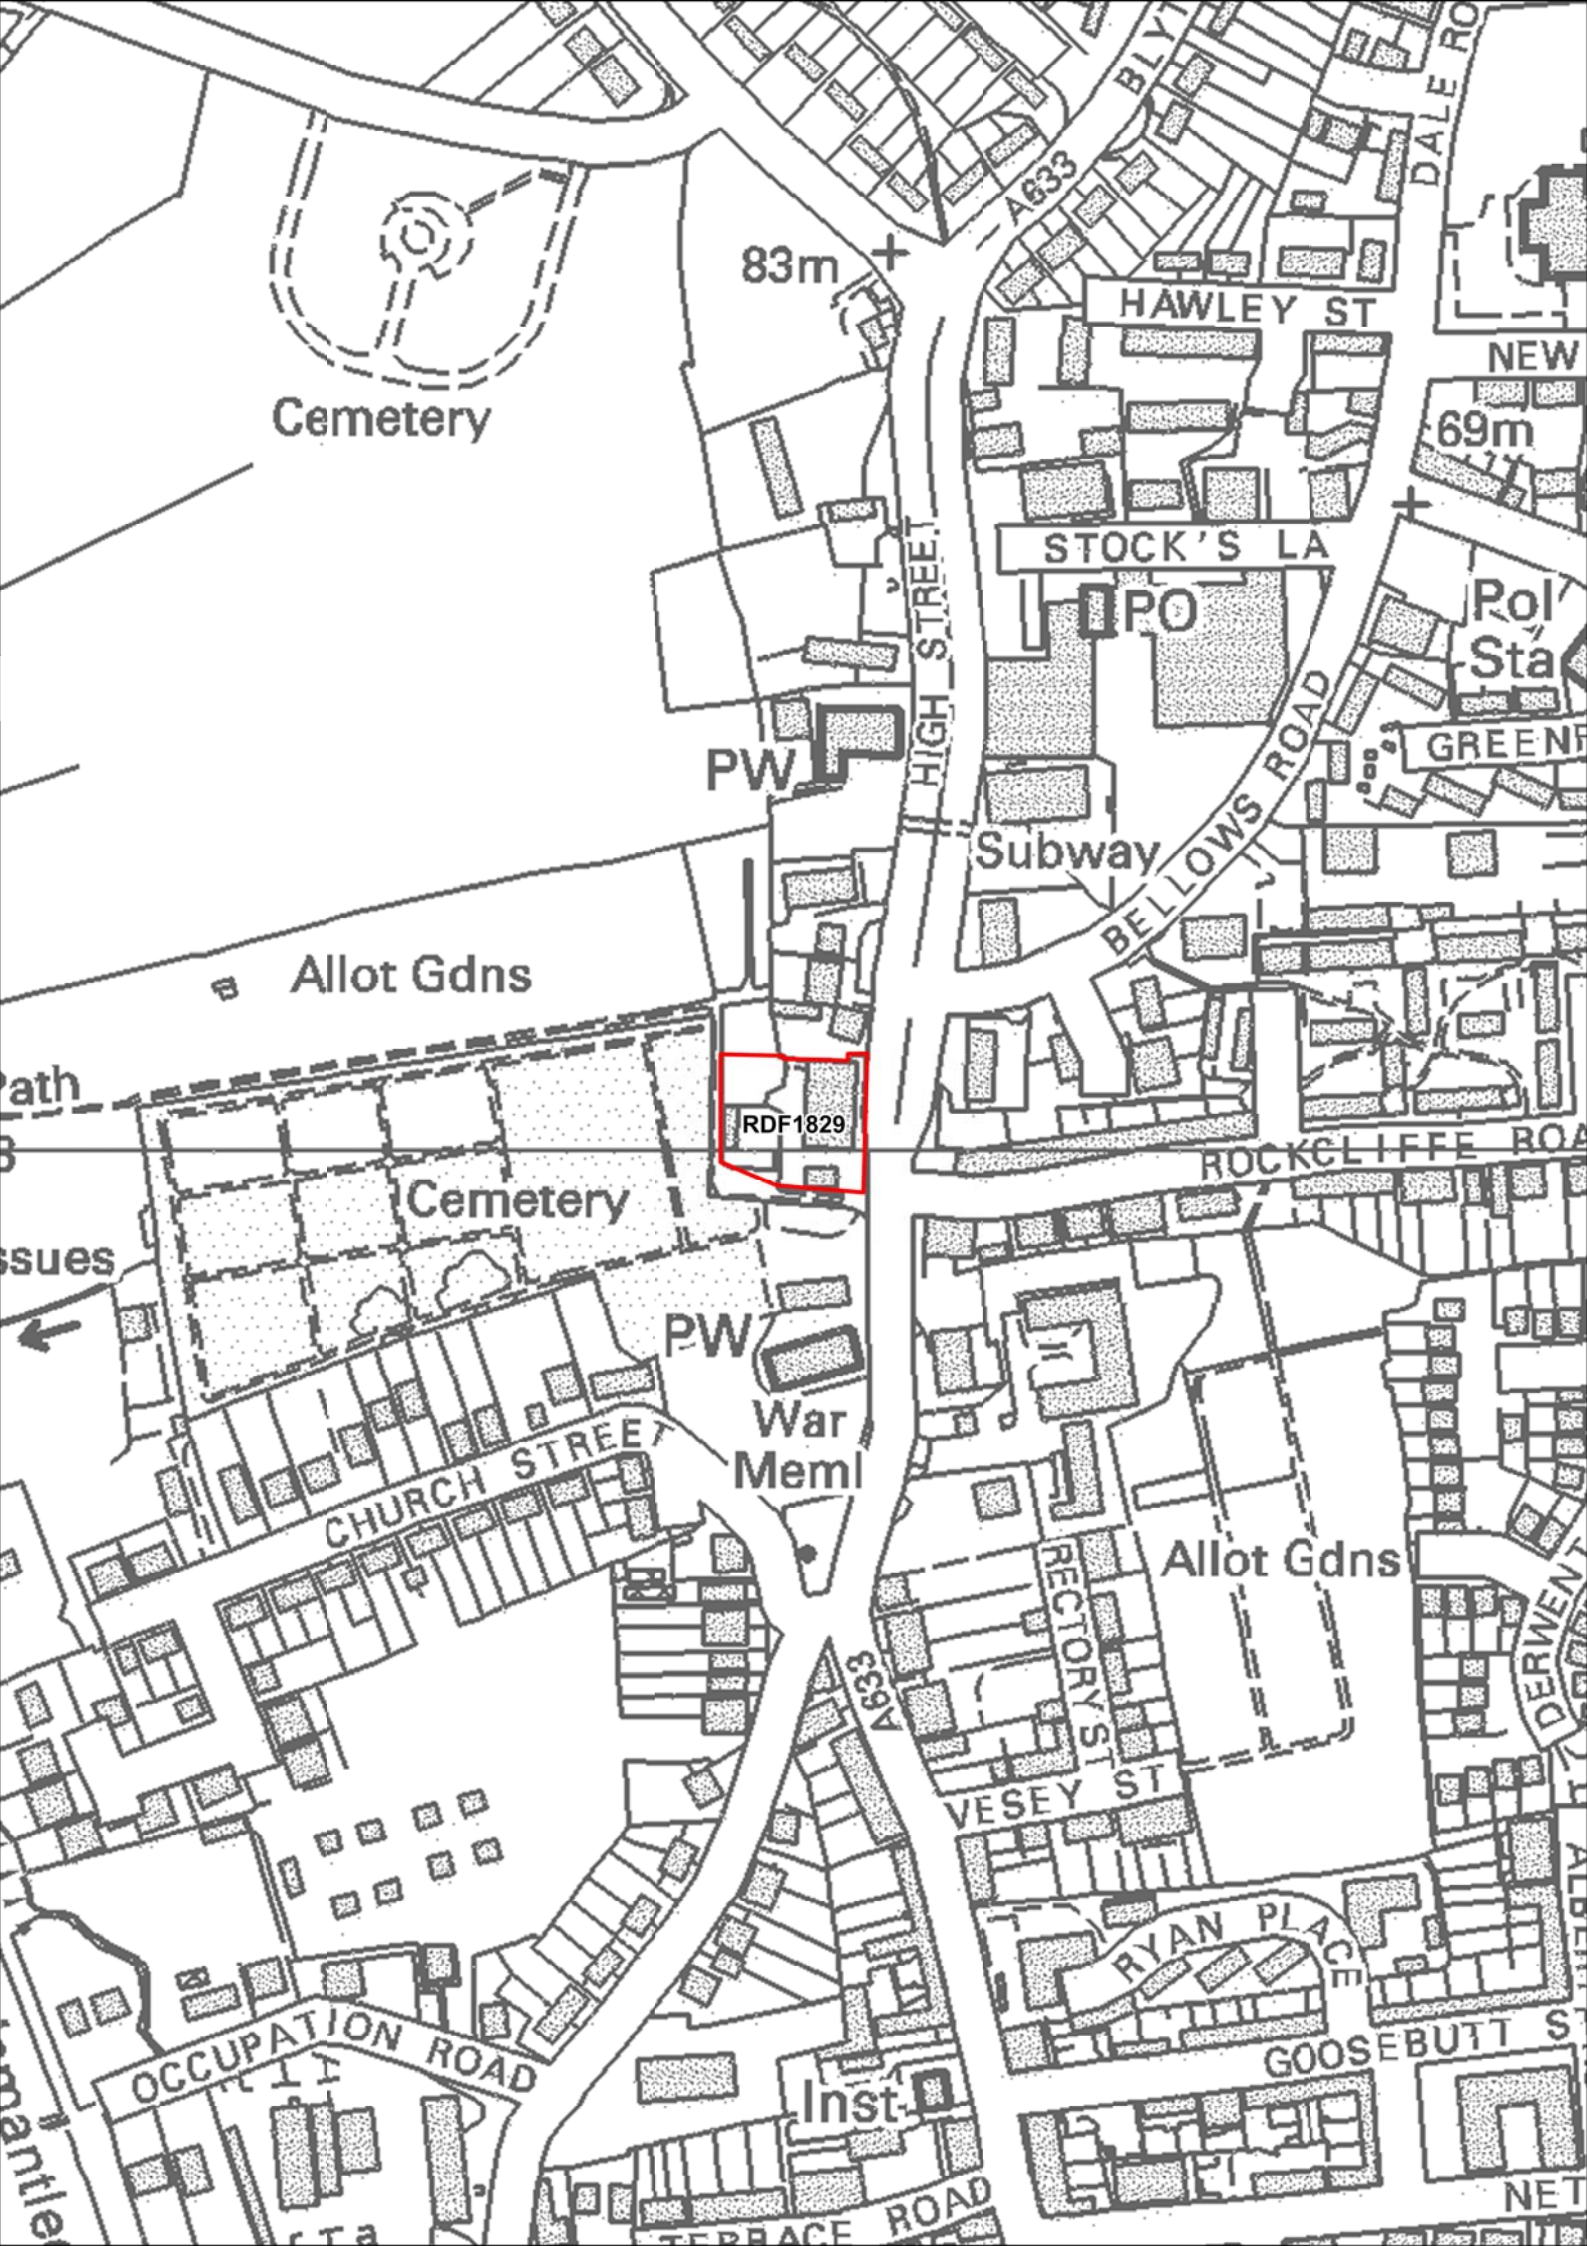 BLYT
DALE RO
A633
83m
HAWLEY ST
NEW
Cemetery
69m
HIGH STREET
STOCK'S LA
PO
Pol
Sta
PW
GREENF
Subway
BELLOWS ROAD
Allot Gdns
Path
RDF1829
ROCKCLIFFE ROA
Cemetery
ssues
PW
War
Meml
CHURCH STREET
Allot Gdns
RECTORY ST
DERWENT
A633
VESEY ST
ALBERT
RYAN PLACE
OCCUPATION ROAD
GOOSEBUTT S
Inst
mantle
NET
TERRACE ROAD